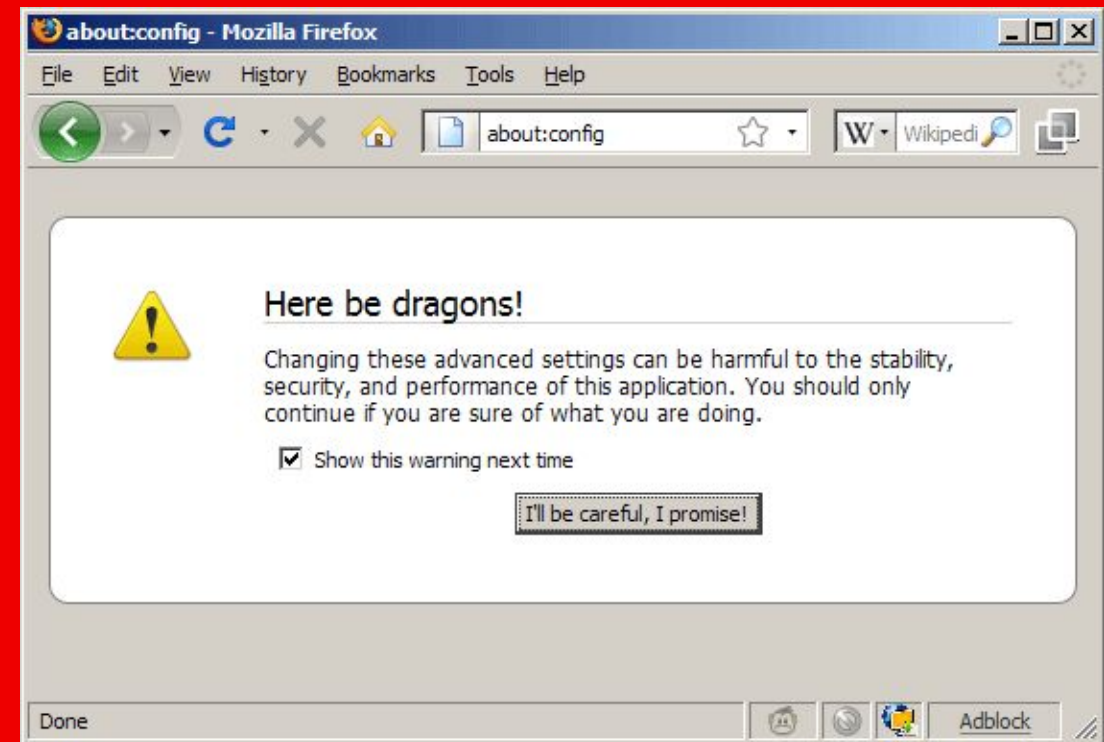 about:config - Mozilla Firefox
File Edit View History Bookmarks Tools Help
about:config W Wikipedi
Here be dragons!
Changing these advanced settings can be harmful to the stability,
security, and performance of this application. You should only
continue if you are sure of what you are doing.
Show this warning next time
I'll be careful, I promise!
Done Adblock